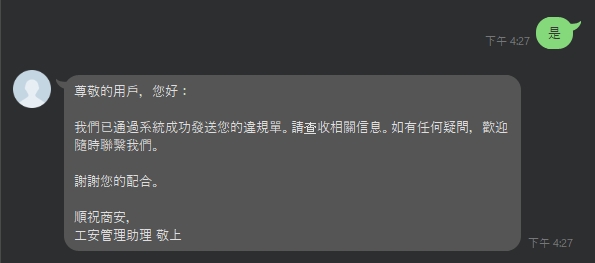 是
下午 4:27
尊敬的用戶，您好：
我們已通過系統成功發送您的違規單。請查收相關信息。如有任何疑問，歡迎
隨時聯繫我們。
謝謝您的配合。
順祝商安，
工安管理助理 敬上
下午 4:27